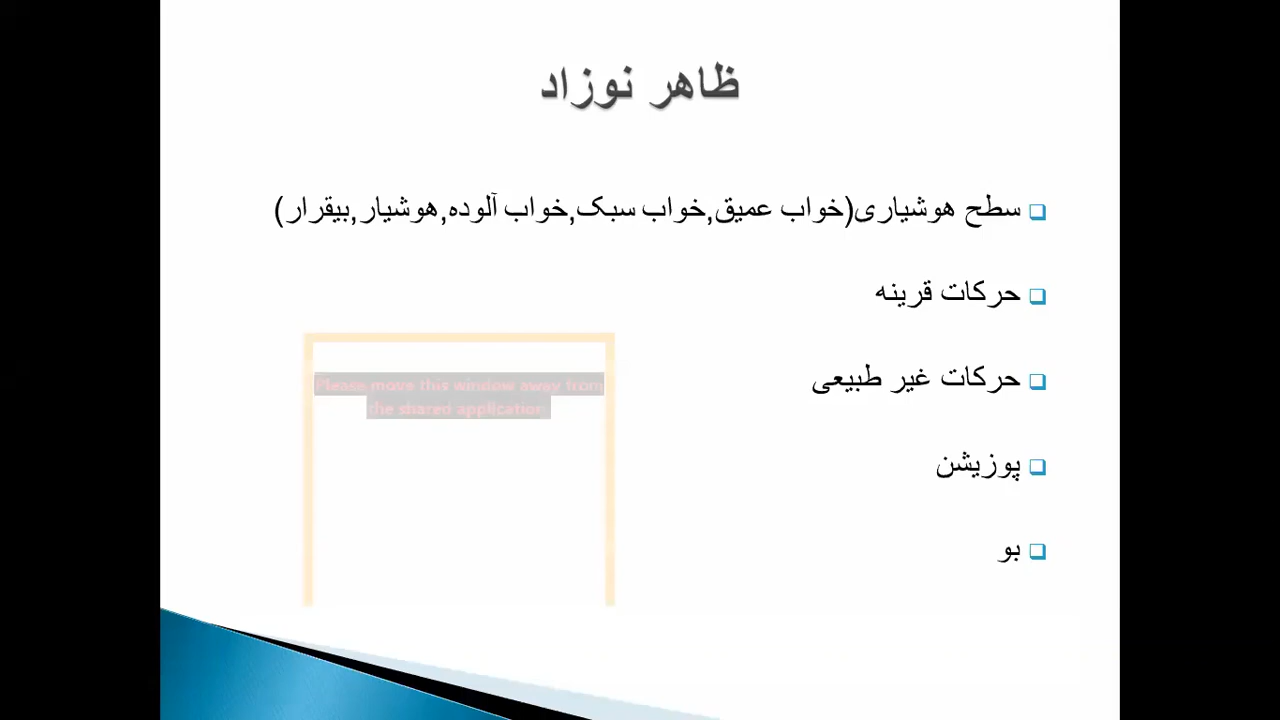 ظاهر نوزاد
سطح هوشیاری(خواب عمیق,خواب سبک,خواب آلوده,هوشیار,بیقرار)
حرکات قرینه
حرکات غیر طبیعی
پوزیشن
بو
Please move this window away from
the shared application